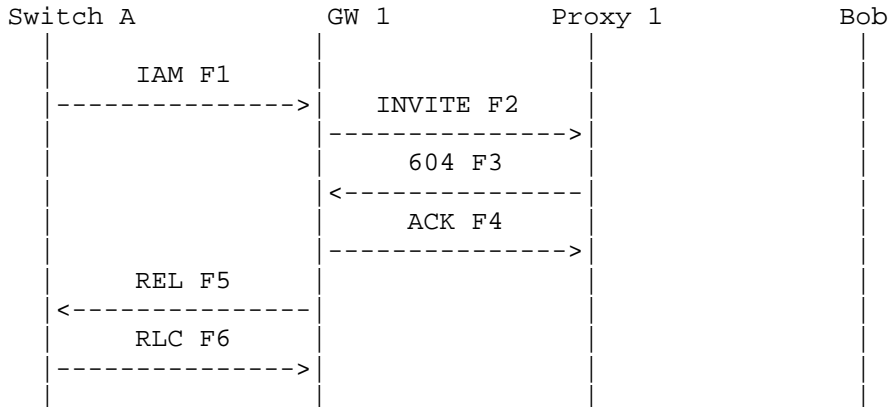 Switch A GW 1 Proxy 1 Bob
IAM F1
INVITE F2
604 F3
ACK F4
REL F5
RLC F6